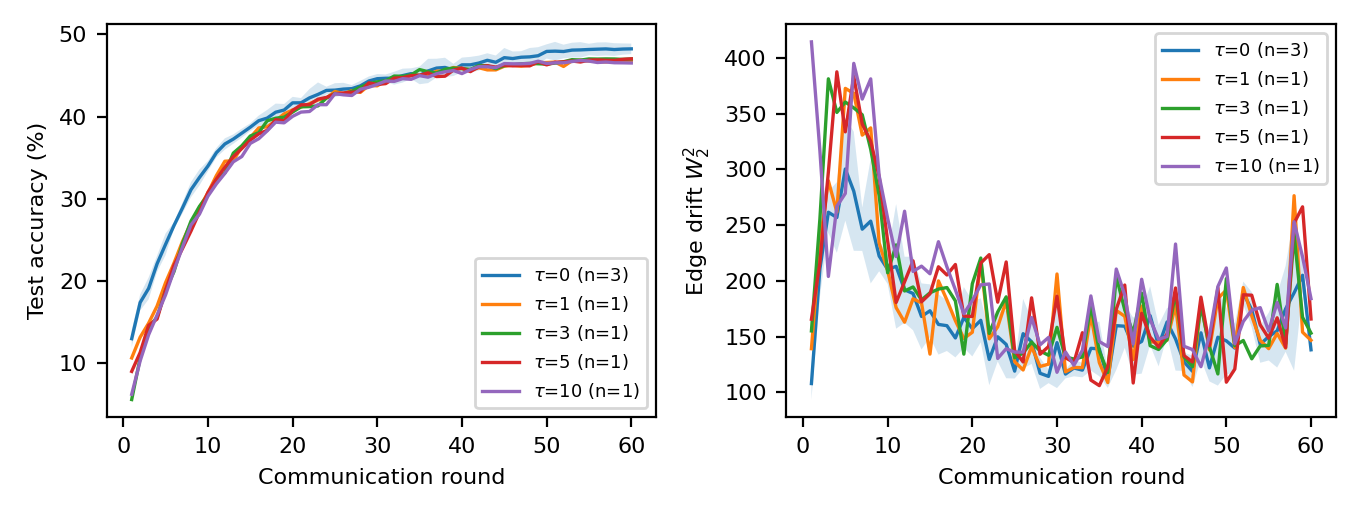 Test accuracy (%)
50
40
30
20
10
0 10 20 30 40 50 60
Communication round
τ=0 (n=3)
τ=1 (n=1)
τ=3 (n=1)
τ=5 (n=1)
τ=10 (n=1)
Edge drift W₂²
400
350
300
250
200
150
100
0 10 20 30 40 50 60
Communication round
τ=0 (n=3)
τ=1 (n=1)
τ=3 (n=1)
τ=5 (n=1)
τ=10 (n=1)